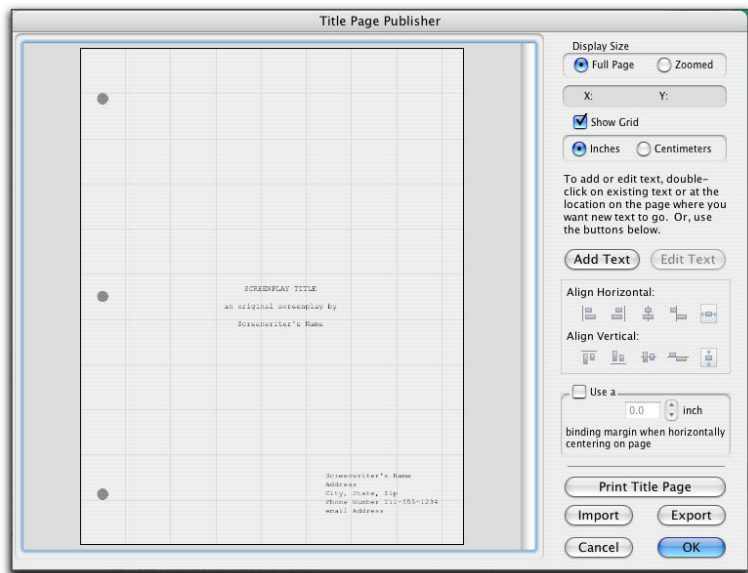 Title Page Publisher
SCREENPLAY TITLE
an original screenplay by
Screenwriter's Name
Screenwriter's Name
Address
City, State, Zip
Phone Number 111-555-1234
email Address
Display Size
Full Page Zoomed
X: Y:
Show Grid
Inches Centimeters
To add or edit text, double-
click on existing text or at the
location on the page where you
want new text to go. Or, use
the buttons below.
Add Text Edit Text
Align Horizontal:
Align Vertical:
Use a
0.0 inch
binding margin when horizontally
centering on page
Print Title Page
Import Export
Cancel OK